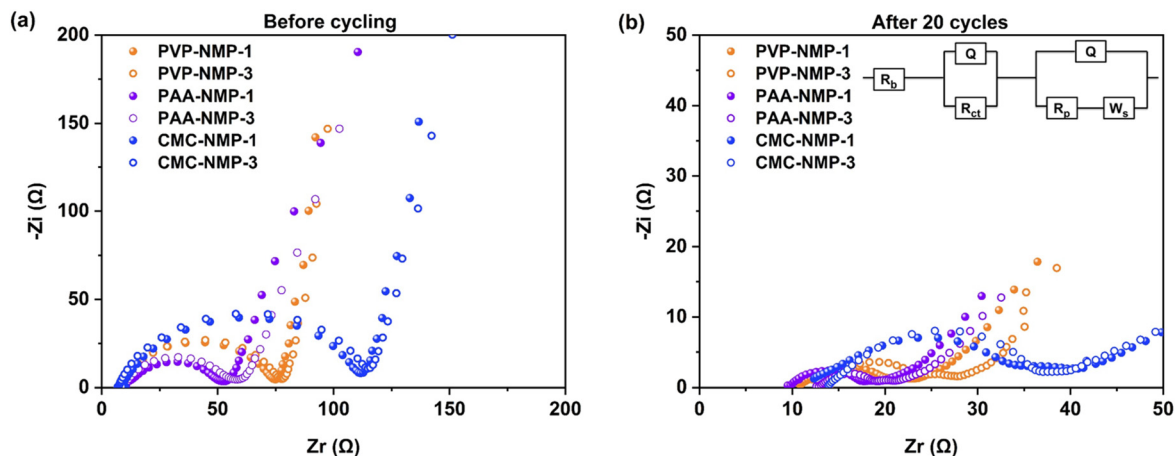 (a)
Before cycling
200
150
100
50
0
-Zi (Ω)
PVP-NMP-1
PVP-NMP-3
PAA-NMP-1
PAA-NMP-3
CMC-NMP-1
CMC-NMP-3
0 50 100 150 200
Zr (Ω)
(b)
After 20 cycles
50
40
30
20
10
0
-Zi (Ω)
PVP-NMP-1
PVP-NMP-3
PAA-NMP-1
PAA-NMP-3
CMC-NMP-1
CMC-NMP-3
Q Q
Rb
Rct Rp Ws
0 10 20 30 40 50
Zr (Ω)